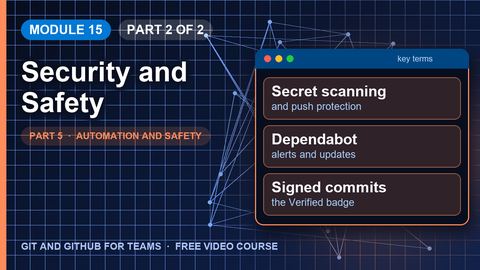 MODULE 15
PART 2 OF 2
Security and
Safety
PART 5 · AUTOMATION AND SAFETY
key terms
Secret scanning
and push protection
Dependabot
alerts and updates
Signed commits
the Verified badge
GIT AND GITHUB FOR TEAMS · FREE VIDEO COURSE